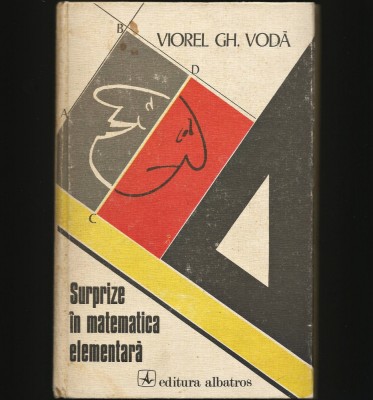 VIOREL GH. VODĂ
B
D
A
C
Surprize
în matematica
elementară
editura albatros